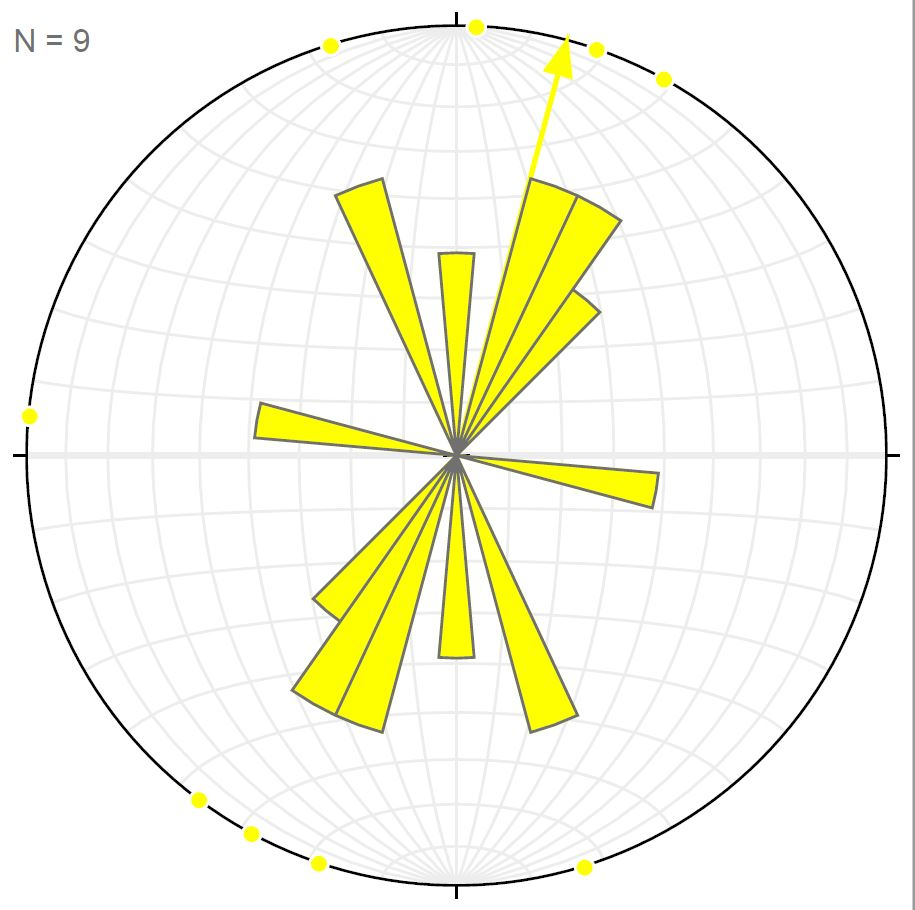 N = 9